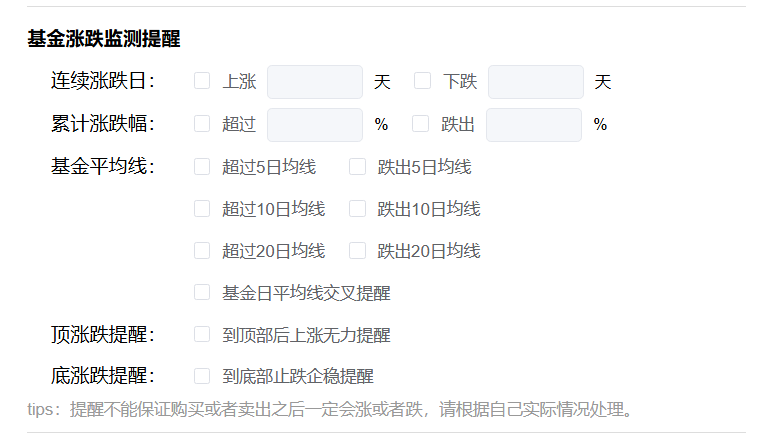 基金涨跌监测提醒
连续涨跌日： 上涨 天 下跌 天
累计涨跌幅： 超过 % 跌出 %
基金平均线： 超过5日均线 跌出5日均线
超过10日均线 跌出10日均线
超过20日均线 跌出20日均线
基金日平均线交叉提醒
顶涨跌提醒： 到顶部后上涨无力提醒
底涨跌提醒： 到底部止跌企稳提醒
tips：提醒不能保证购买或者卖出之后一定会涨或者跌，请根据自己实际情况处理。